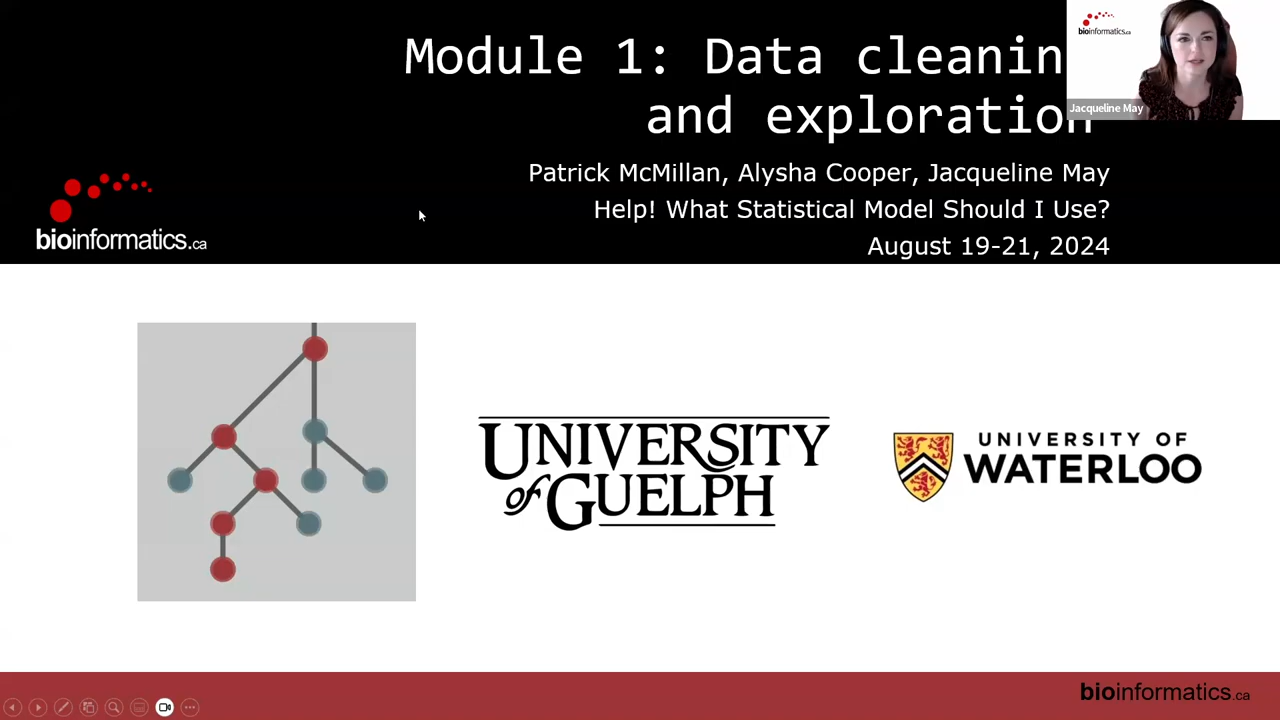 Module 1: Data cleanin
and exploration
Patrick McMillan, Alysha Cooper, Jacqueline May
Help! What Statistical Model Should I Use?
August 19-21, 2024
bioinformatics.ca
bioinformatics.ca
Jacqueline May
UNIVERSITY
of GUELPH
UNIVERSITY OF
WATERLOO
bioinformatics.ca